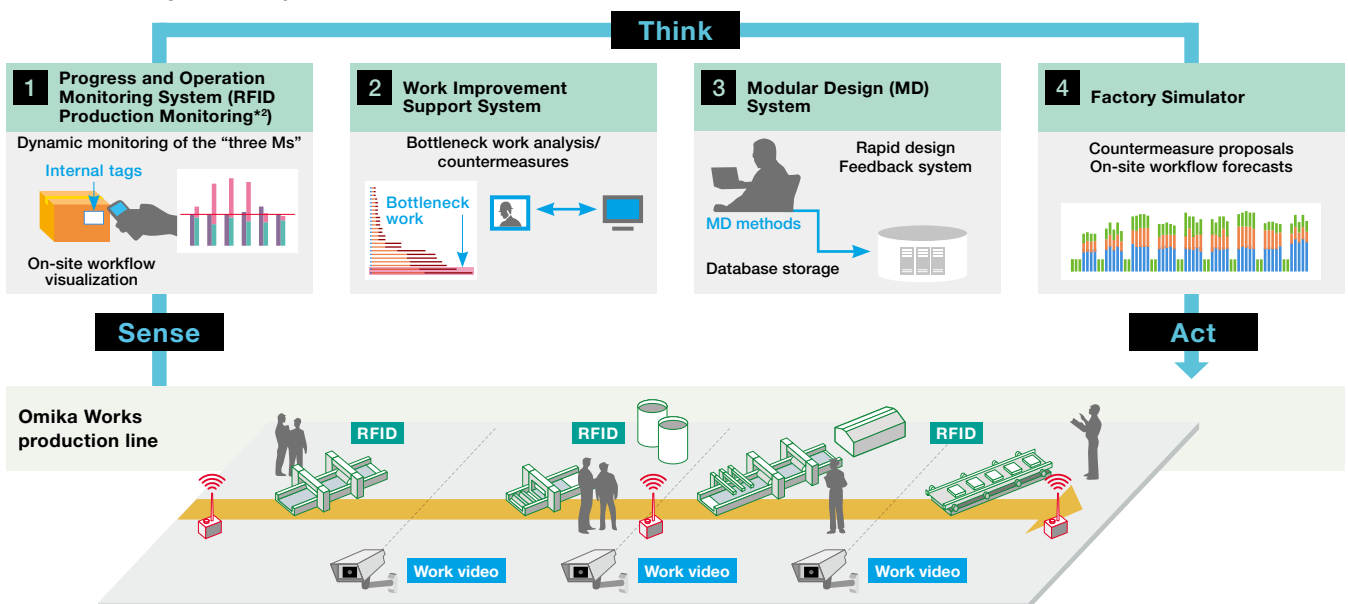 Think
1
Progress and Operation
Monitoring System (RFID
Production Monitoring*2)
Dynamic monitoring of the “three Ms”
Internal tags
On-site workflow
visualization
2
Work Improvement
Support System
Bottleneck work analysis/
countermeasures
Bottleneck
work
3
Modular Design (MD)
System
Rapid design
Feedback system
MD methods
Database storage
4
Factory Simulator
Countermeasure proposals
On-site workflow forecasts
Sense
Act
Omika Works
production line
RFID
RFID
RFID
Work video
Work video
Work video